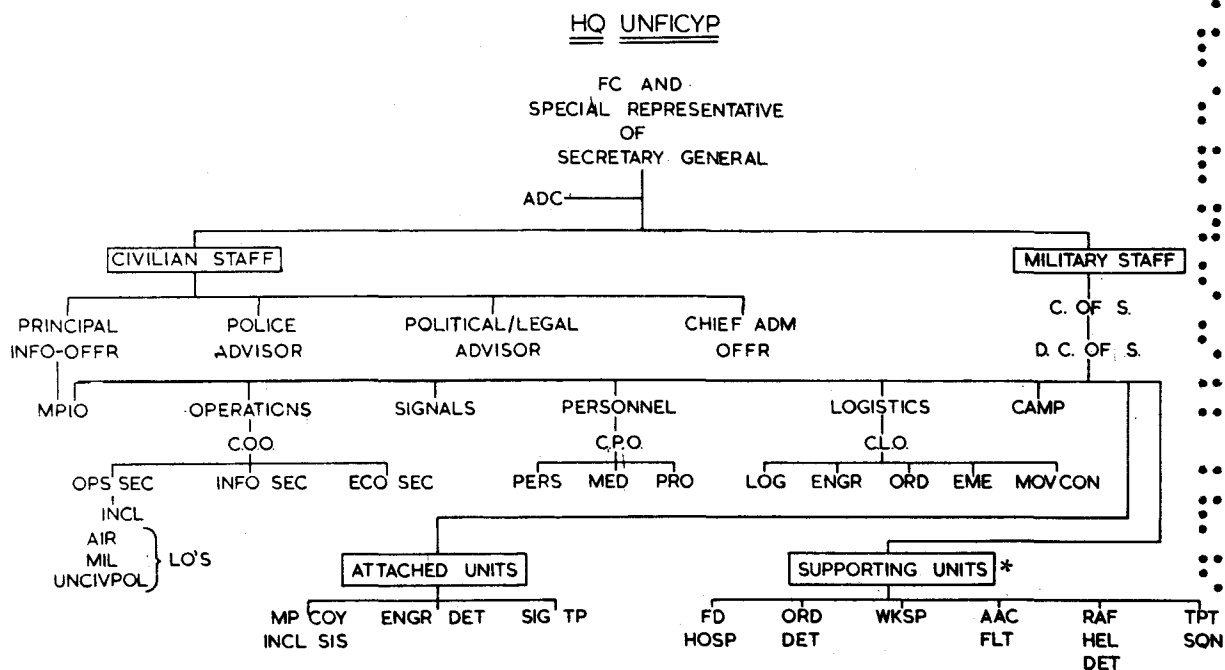 HQ UNFICYP
FC AND
SPECIAL REPRESENTATIVE
OF
SECRETARY GENERAL
ADC
CIVILIAN STAFF
MILITARY STAFF
PRINCIPAL
INFO-OFFR
POLICE
ADVISOR
POLITICAL/LEGAL
ADVISOR
CHIEF ADM
OFFR
C. OF S.
D. C. OF S.
MPIO
OPERATIONS
SIGNALS
PERSONNEL
LOGISTICS
CAMP
C.O.O.
C.P.O.
C.L.O.
OPS SEC
INFO SEC
ECO SEC
PERS
MED
PRO
LOG
ENGR
ORD
EME
MOV CON
INCL
AIR
MIL
UNCIVPOL
LO'S
ATTACHED UNITS
SUPPORTING UNITS *
MP COY
INCL SIS
ENGR DET
SIG TP
FD
HOSP
ORD
DET
WKSP
AAC
FLT
RAF
HEL
DET
TPT
SQN